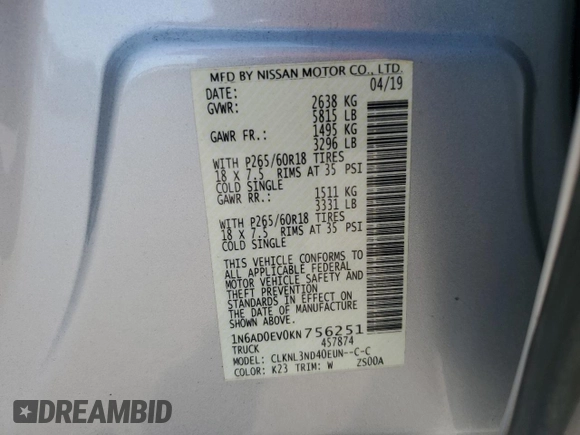 MFD BY NISSAN MOTOR CO., LTD.
DATE: 04/19
GVWR: 2638 KG
5815 LB
GAWR FR.: 1495 KG
3296 LB
WITH P265/60R18 TIRES
18 X 7.5 RIMS AT 35 PSI
COLD SINGLE
GAWR RR.: 1511 KG
3331 LB
WITH P265/60R18 TIRES
18 X 7.5 RIMS AT 35 PSI
COLD SINGLE
THIS VEHICLE CONFORMS TO
ALL APPLICABLE FEDERAL
MOTOR VEHICLE SAFETY AND
THEFT PREVENTION
STANDARDS IN EFFECT ON
THE DATE OF MANUFACTURE
SHOWN ABOVE.
1N6AD0EV0KN756251
TRUCK 457874
MODEL: CLKNL3ND40EUN--C-C
COLOR: K23 TRIM: W ZS00A
DREAMBID
DREAMBID